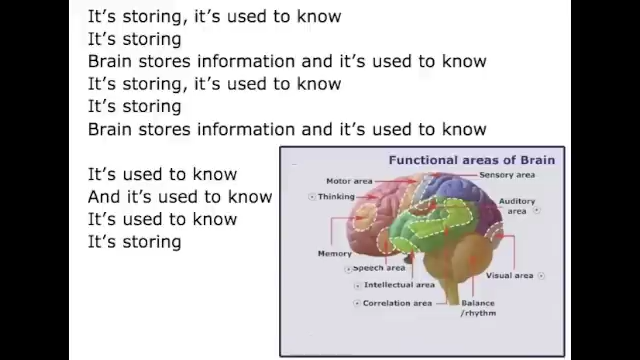 It's storing, it's used to know
It's storing
Brain stores information and it's used to know
It's storing, it's used to know
It's storing
Brain stores information and it's used to know
It's used to know
And it's used to know
It's used to know
It's storing
Functional areas of Brain
Motor area
Sensory area
Thinking
Auditory
area
Memory
Speech area
Visual area
Intellectual area
Correlation area
Balance
/rhythm